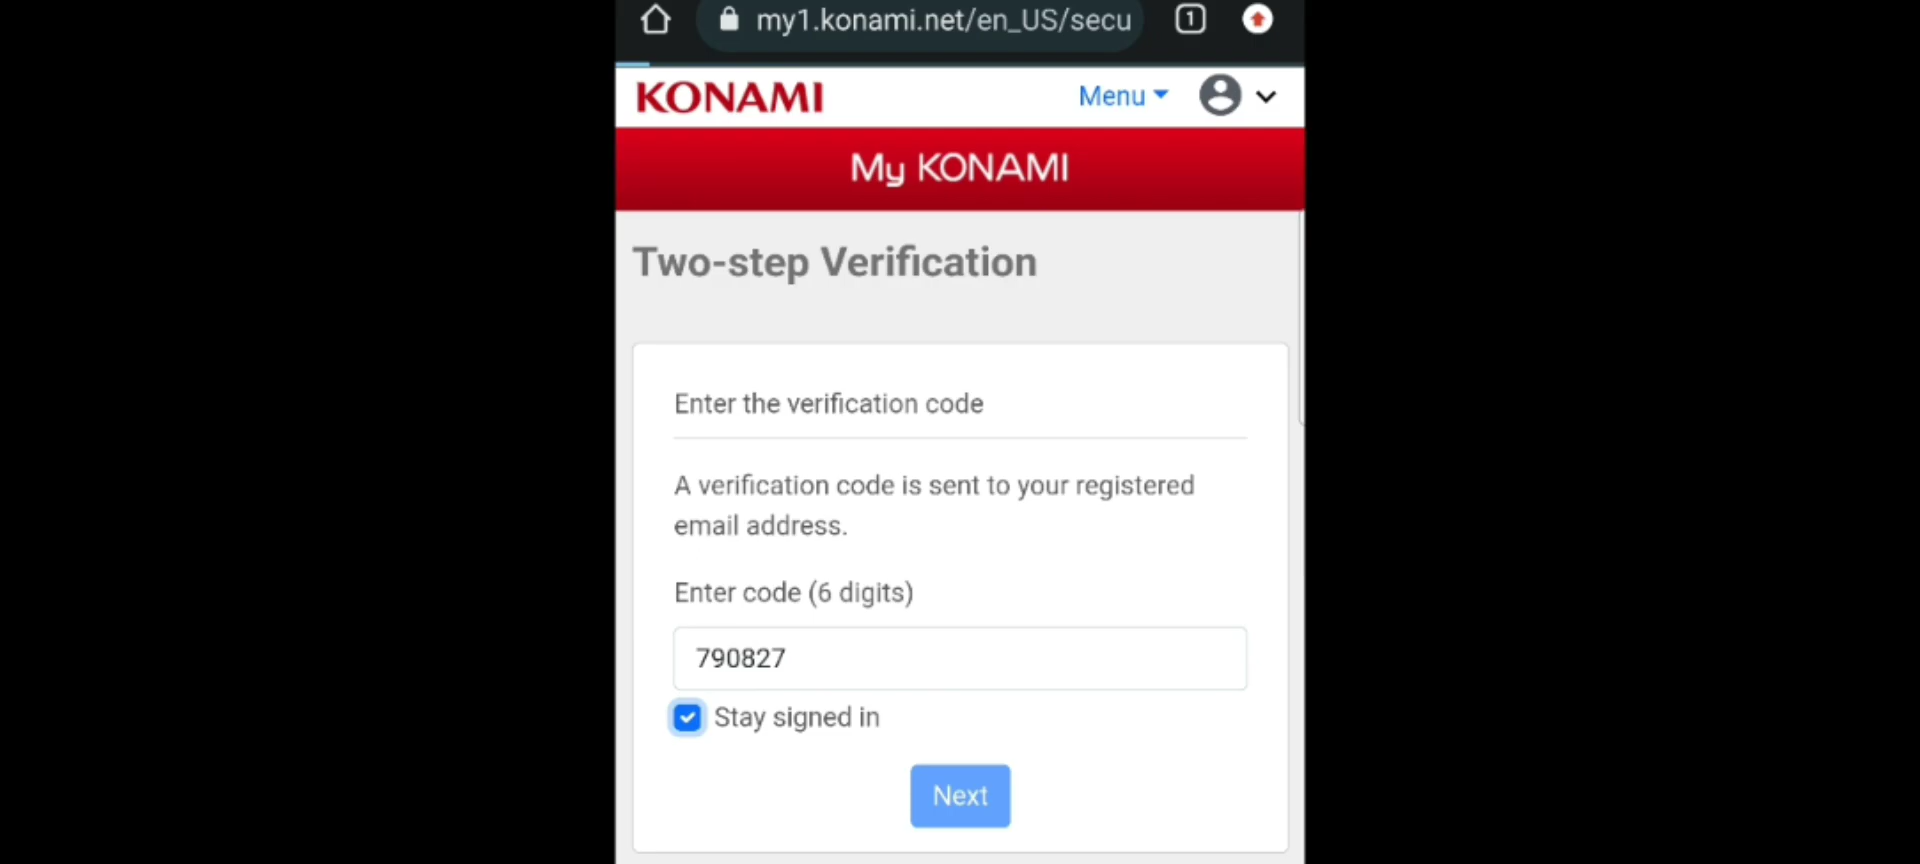 my1.konami.net/en_US/secu 1
KONAMI Menu
My KONAMI
Two-step Verification
Enter the verification code
A verification code is sent to your registered
email address.
Enter code (6 digits)
790827
Stay signed in
Next